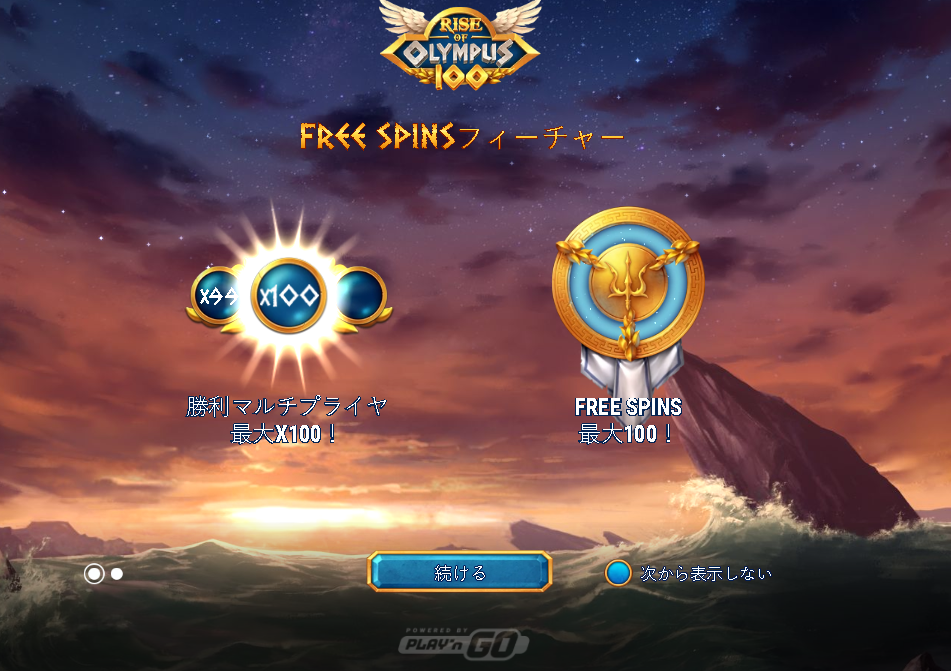 RISE
OF
OLYMPUS
100
FREE SPINSフィーチャー
x99
x100
勝利マルチプライヤ
最大X100！
FREE SPINS
最大100！
続ける
次から表示しない
POWERED BY
PLAY'n GO